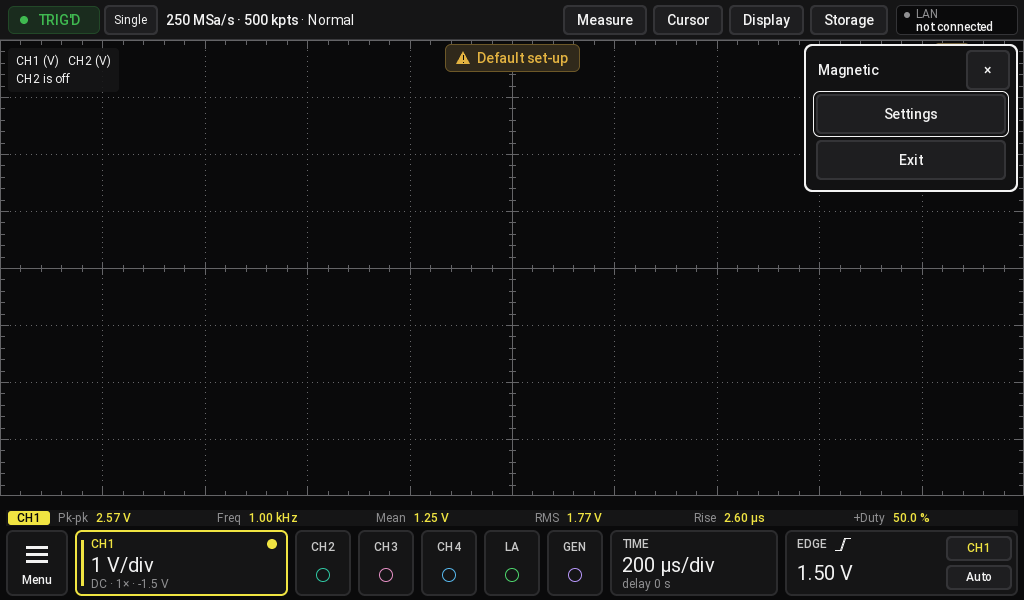 TRIG'D
Single
250 MSa/s · 500 kpts · Normal
Measure
Cursor
Display
Storage
LAN
not connected
CH1 (V) CH2 (V)
CH2 is off
Default set-up
Magnetic
×
Settings
Exit
CH1
Pk-pk 2.57 V
Freq 1.00 kHz
Mean 1.25 V
RMS 1.77 V
Rise 2.60 µs
+Duty 50.0 %
Menu
CH1
1 V/div
DC · 1× · -1.5 V
CH2
CH3
CH4
LA
GEN
TIME
200 µs/div
delay 0 s
EDGE
1.50 V
CH1
Auto